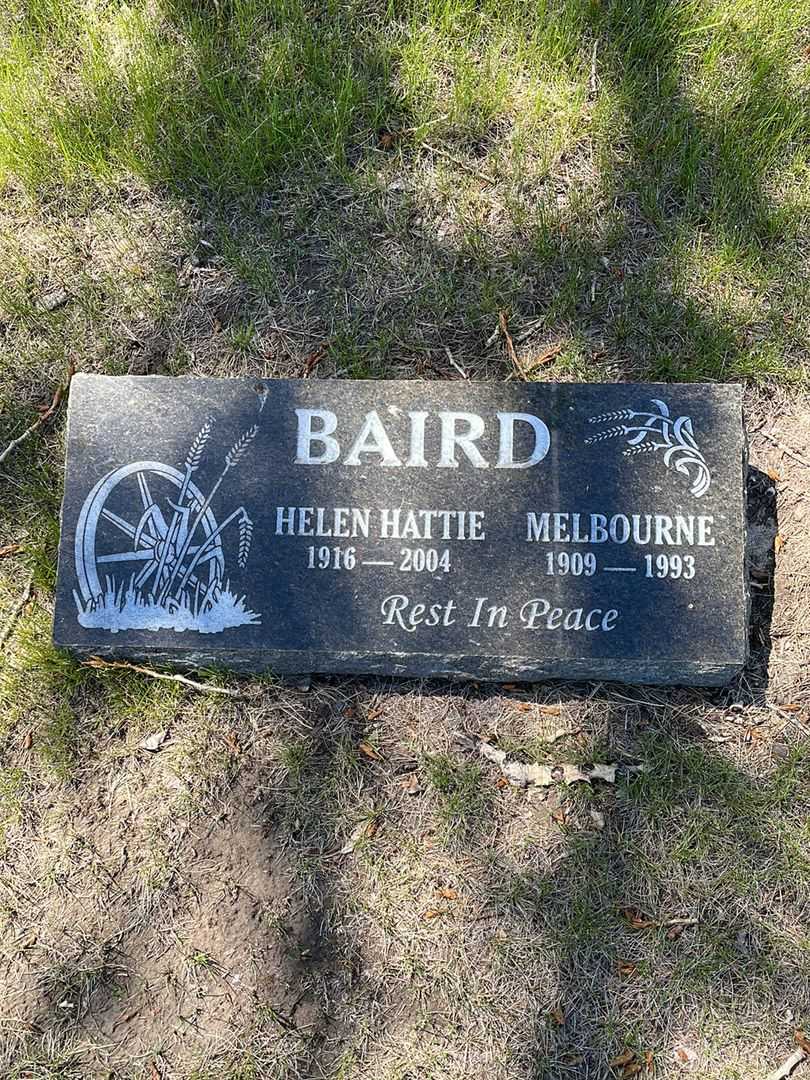 BAIRD
HELEN HATTIE MELBOURNE
1916 — 2004 1909 — 1993
Rest In Peace